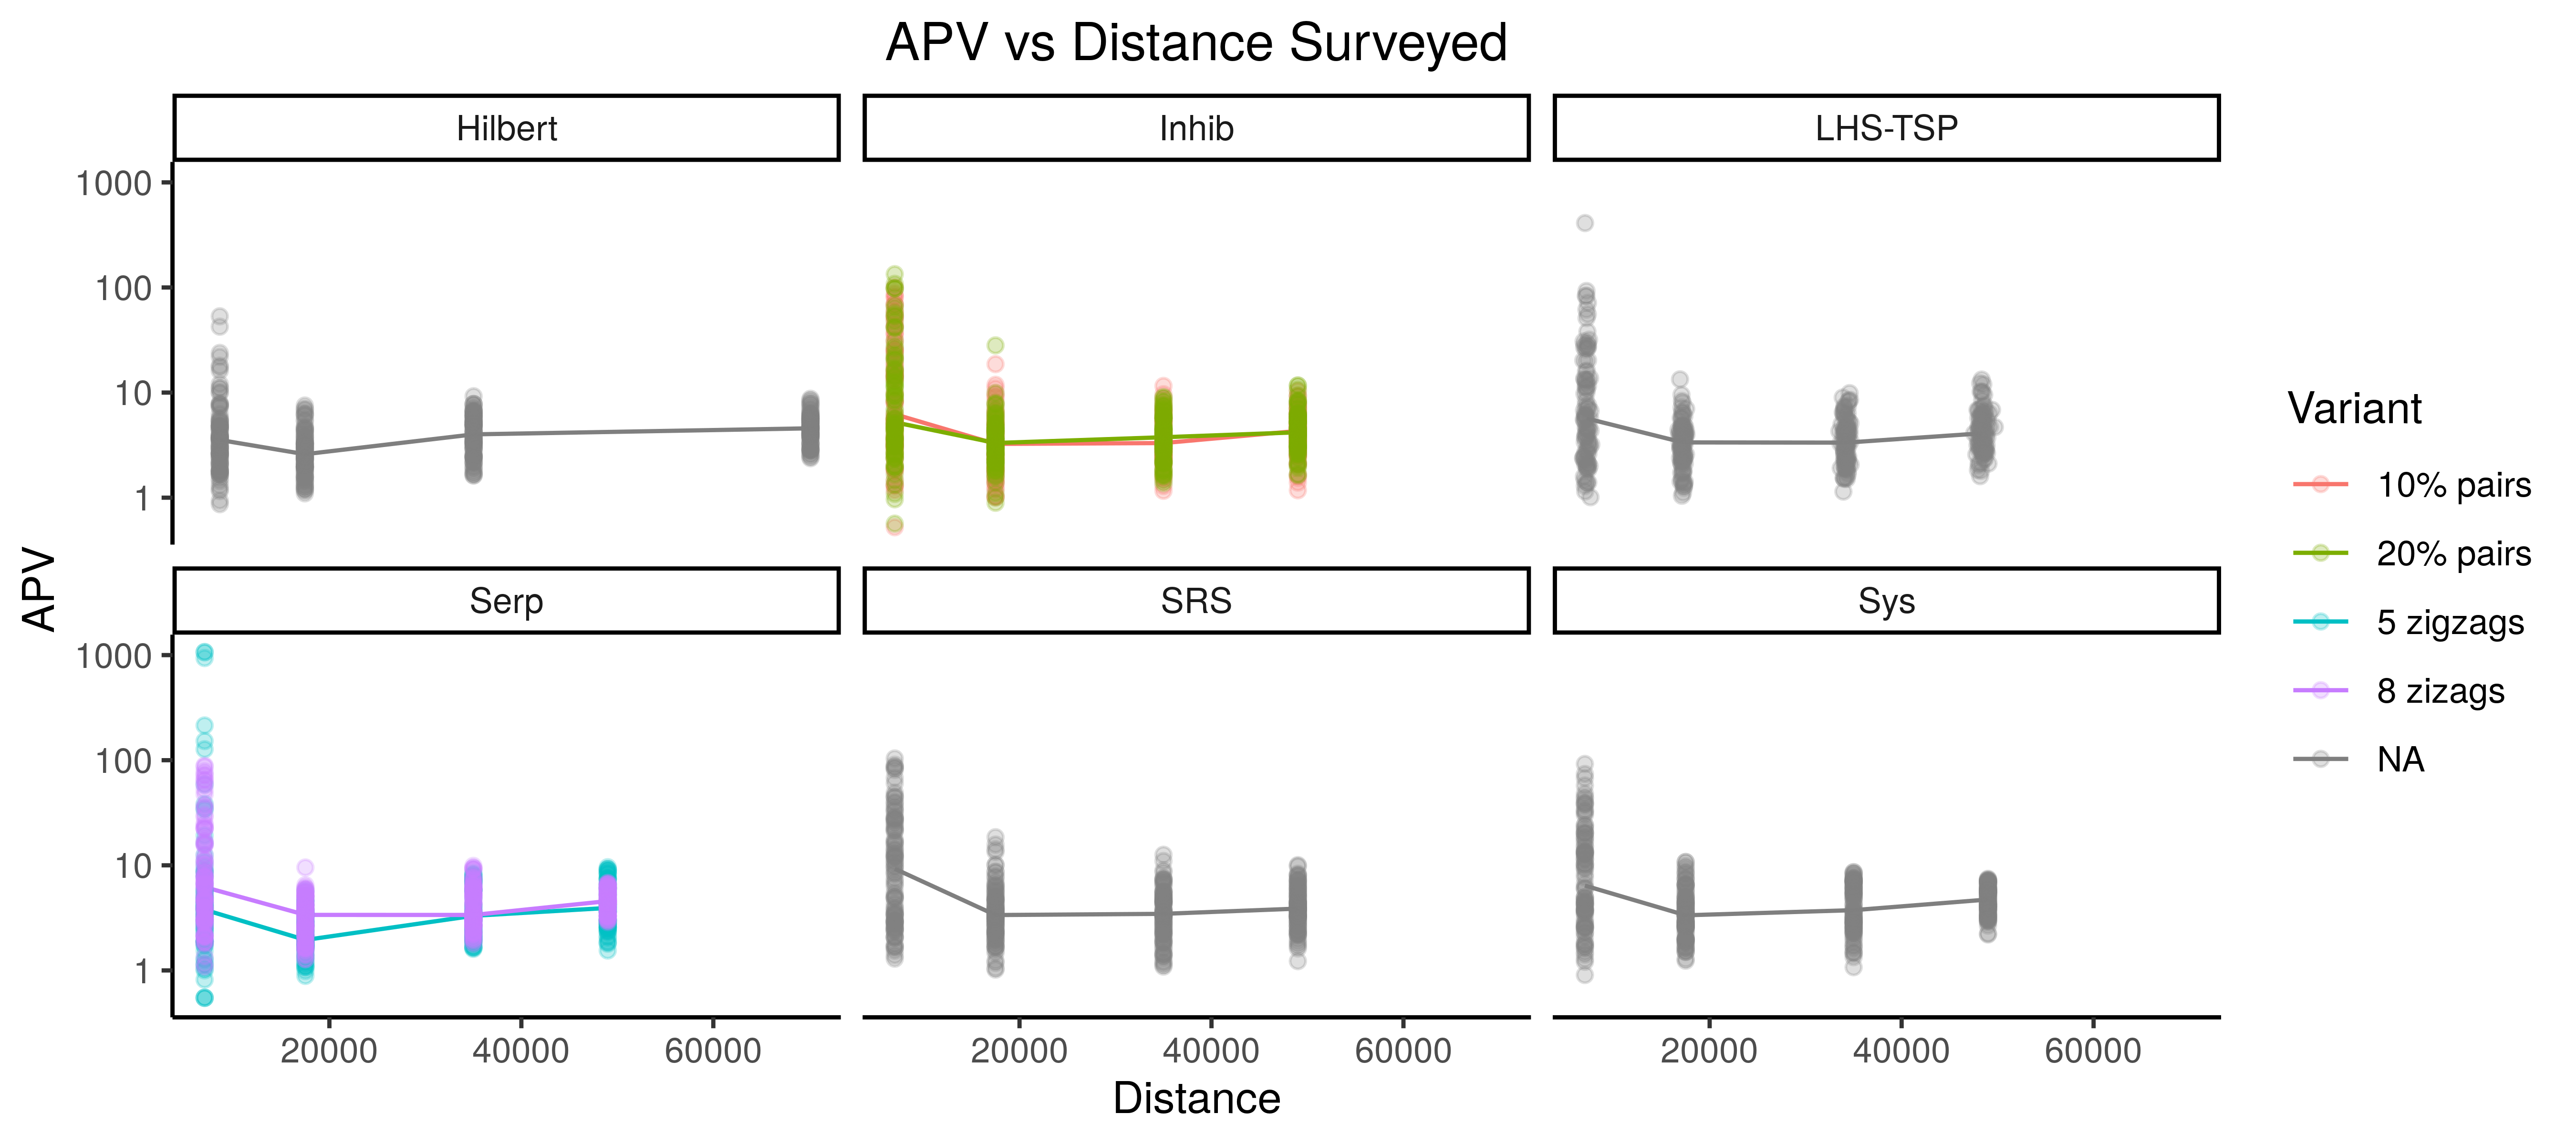 APV vs Distance Surveyed
Hilbert
Inhib
LHS-TSP
1000
100
10
1
APV
Serp
SRS
Sys
1000
100
10
1
20000 40000 60000
20000 40000 60000
20000 40000 60000
Distance
Variant
10% pairs
20% pairs
5 zigzags
8 zizags
NA